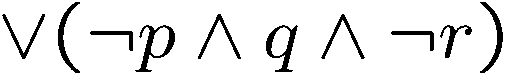 ∨(¬p ∧ q ∧ ¬r)